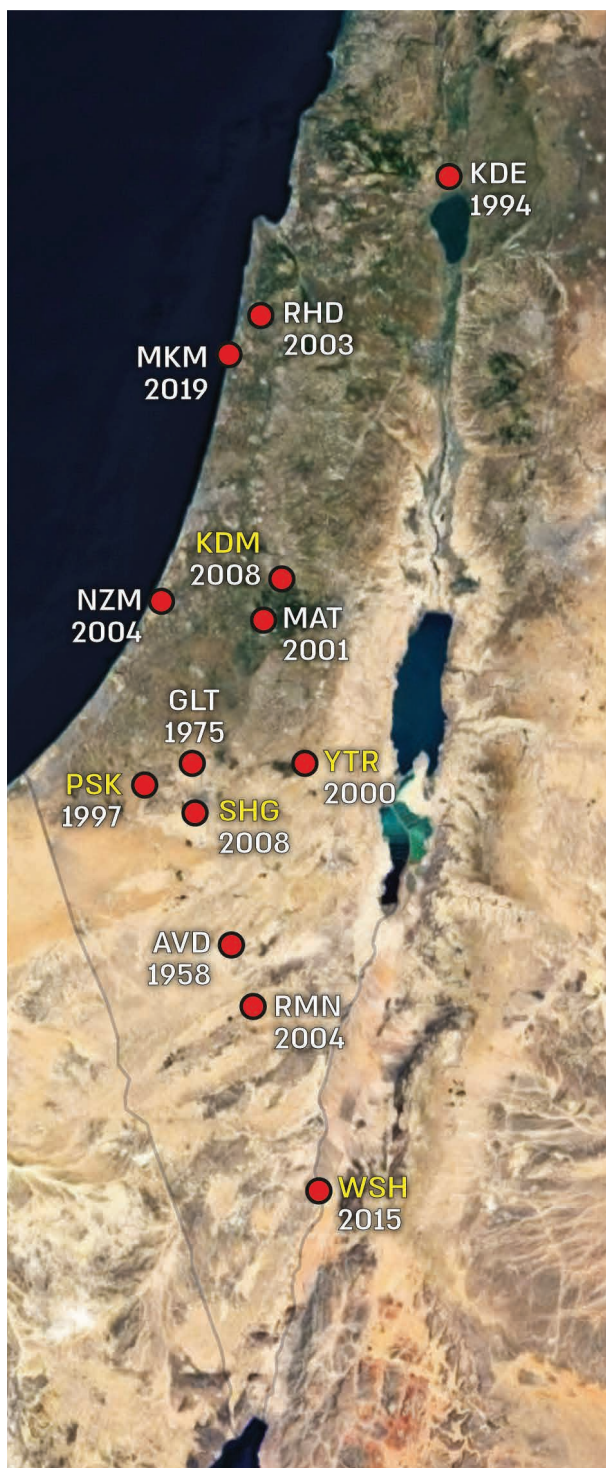 KDE
1994
RHD
2003
MKM
2019
KDM
2008
NZM
2004
MAT
2001
GLT
1975
YTR
2000
PSK
1997
SHG
2008
AVD
1958
RMN
2004
WSH
2015